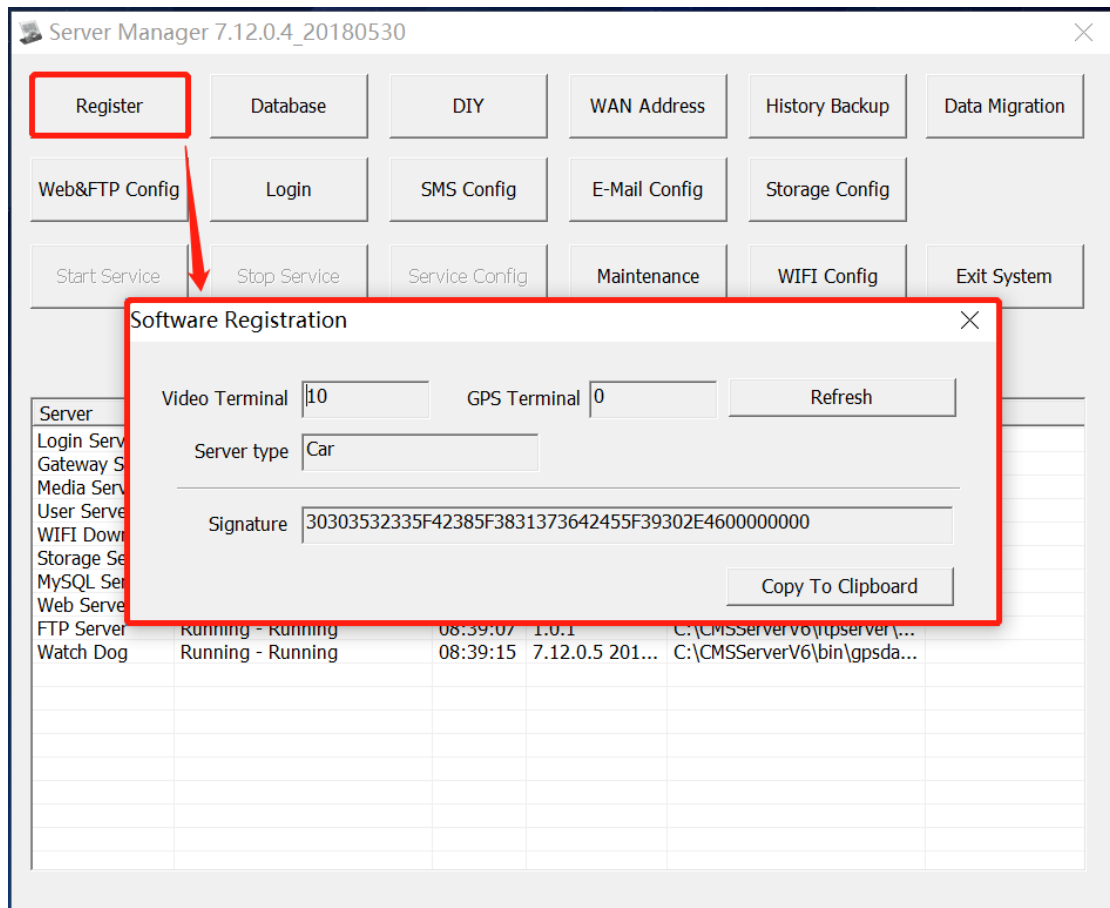 Server Manager 7.12.0.4_20180530
Register Database DIY WAN Address History Backup Data Migration
Web&FTP Config Login SMS Config E-Mail Config Storage Config
Start Service Stop Service Service Config Maintenance WIFI Config Exit System
Software Registration
Video Terminal 10 GPS Terminal 0 Refresh
Server type Car
Signature 30303532335F42385F3831373642455F39302E4600000000
Copy To Clipboard
Server
Login Serv
Gateway S
Media Serv
User Serve
WIFI Down
Storage Se
MySQL Ser
Web Serve
FTP Server Running - Running 08:39:07 1.0.1 C:\CMSServerV6\ftpserver\...
Watch Dog Running - Running 08:39:15 7.12.0.5 201... C:\CMSServerV6\bin\gpsda...